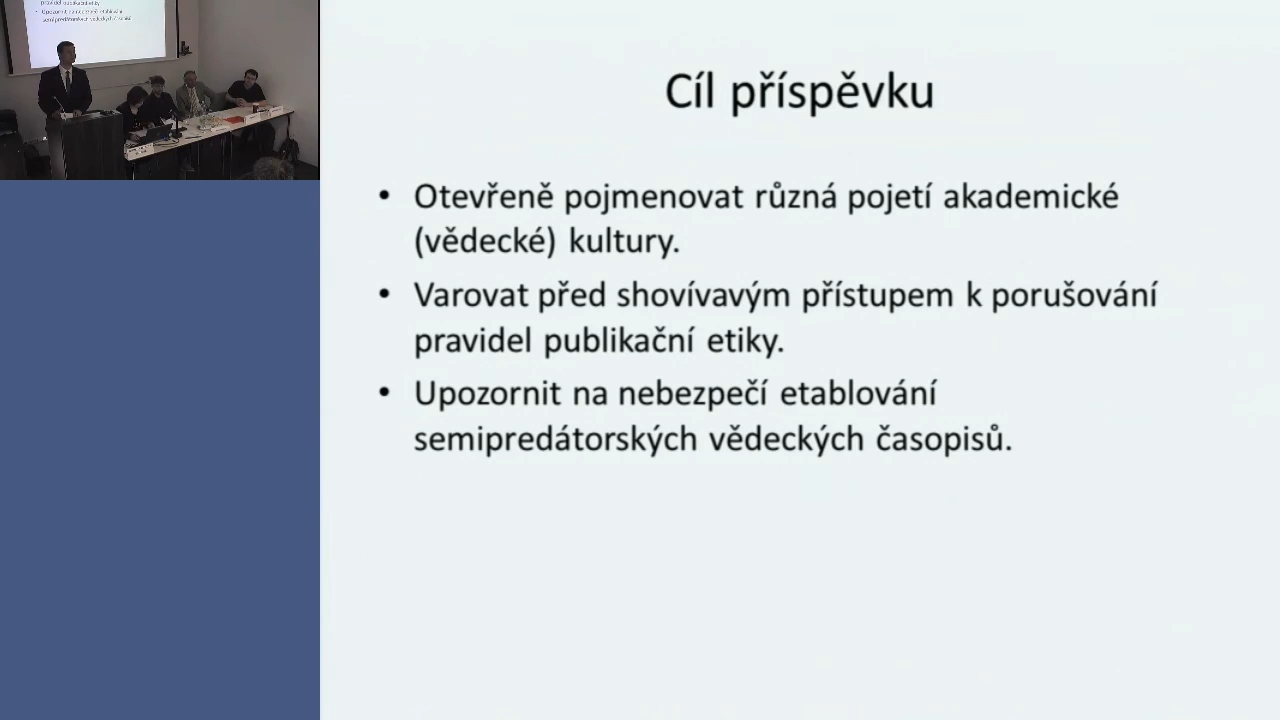 Cíl příspěvku
• Otevřeně pojmenovat různá pojetí akademické
(vědecké) kultury.
• Varovat před shovívavým přístupem k porušování
pravidel publikační etiky.
• Upozornit na nebezpečí etablování
semipredátorských vědeckých časopisů.